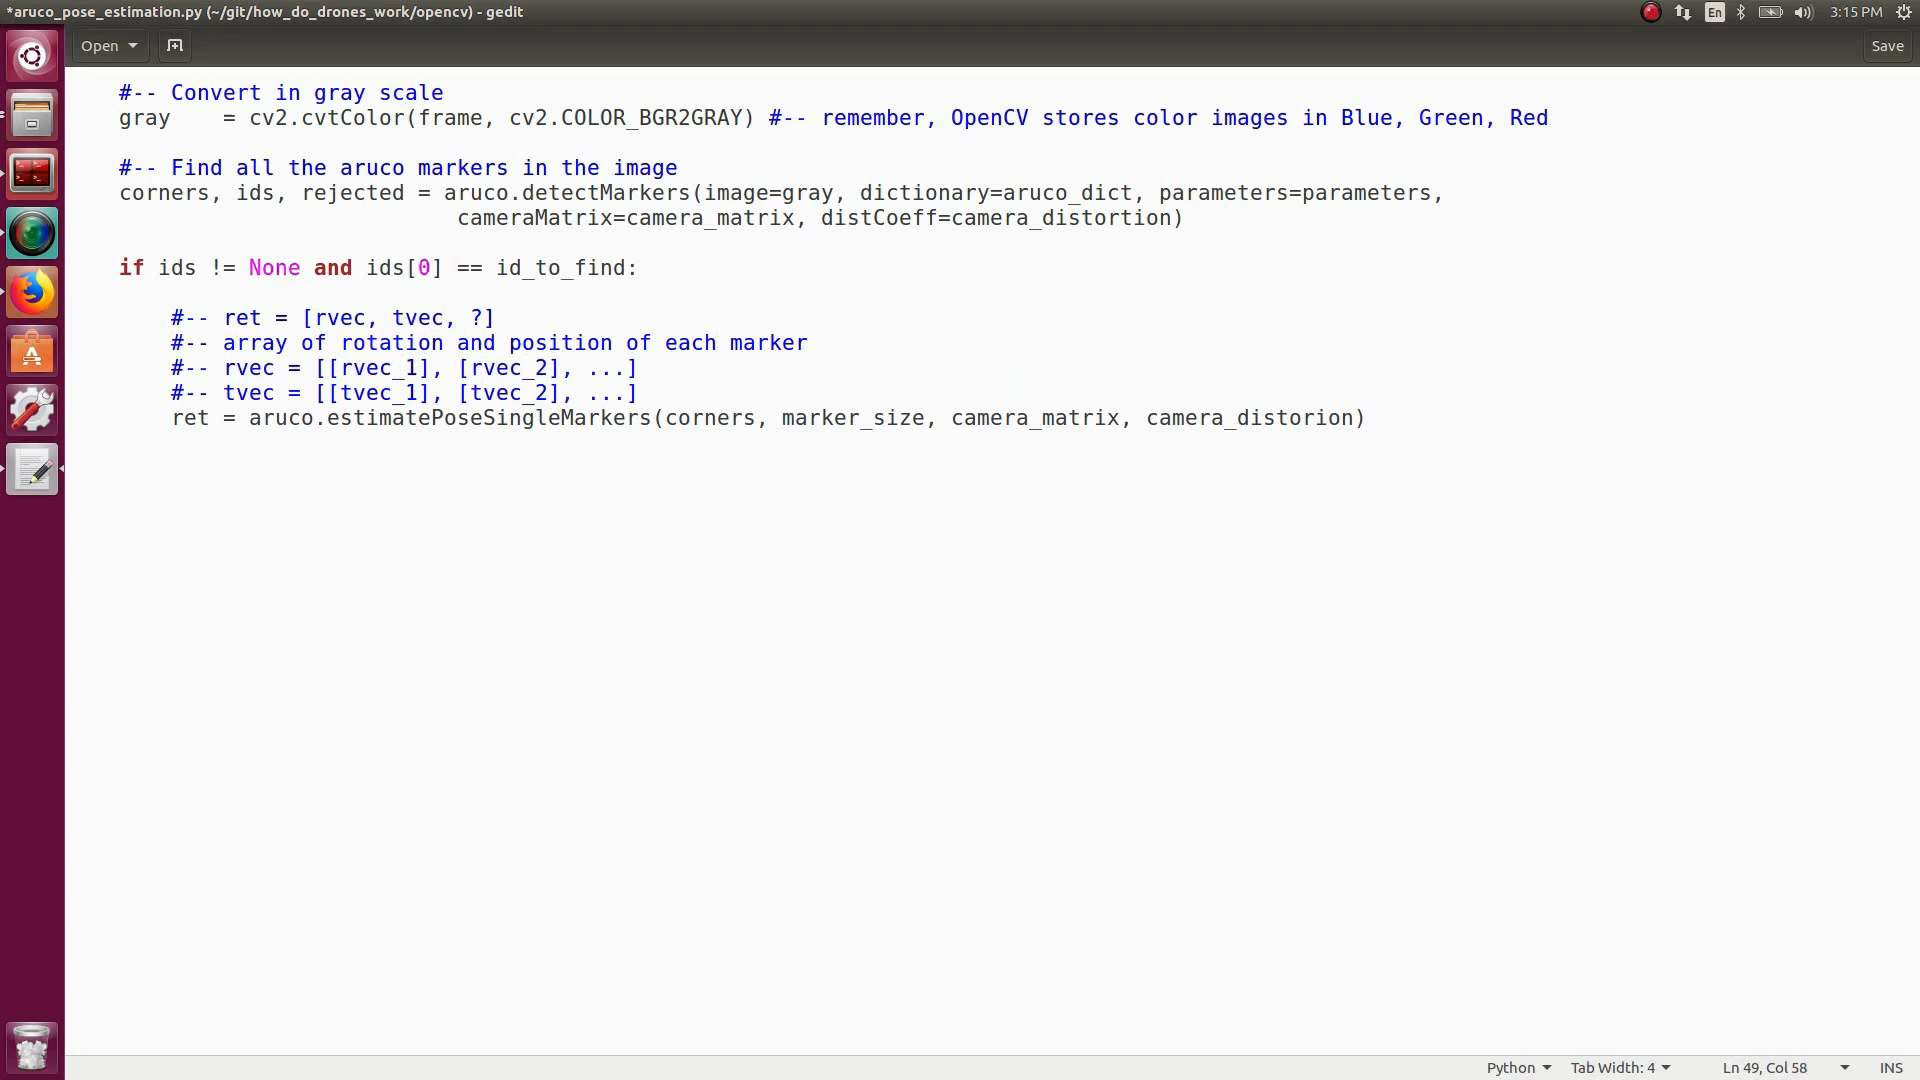 *aruco_pose_estimation.py (~/git/how_do_drones_work/opencv) - gedit
En
3:15 PM
Open
Save
#-- Convert in gray scale
gray    = cv2.cvtColor(frame, cv2.COLOR_BGR2GRAY) #-- remember, OpenCV stores color images in Blue, Green, Red
#-- Find all the aruco markers in the image
corners, ids, rejected = aruco.detectMarkers(image=gray, dictionary=aruco_dict, parameters=parameters,
cameraMatrix=camera_matrix, distCoeff=camera_distortion)
if ids != None and ids[0] == id_to_find:
#-- ret = [rvec, tvec, ?]
#-- array of rotation and position of each marker
#-- rvec = [[rvec_1], [rvec_2], ...]
#-- tvec = [[tvec_1], [tvec_2], ...]
ret = aruco.estimatePoseSingleMarkers(corners, marker_size, camera_matrix, camera_distorion)
Python
Tab Width: 4
Ln 49, Col 58
INS